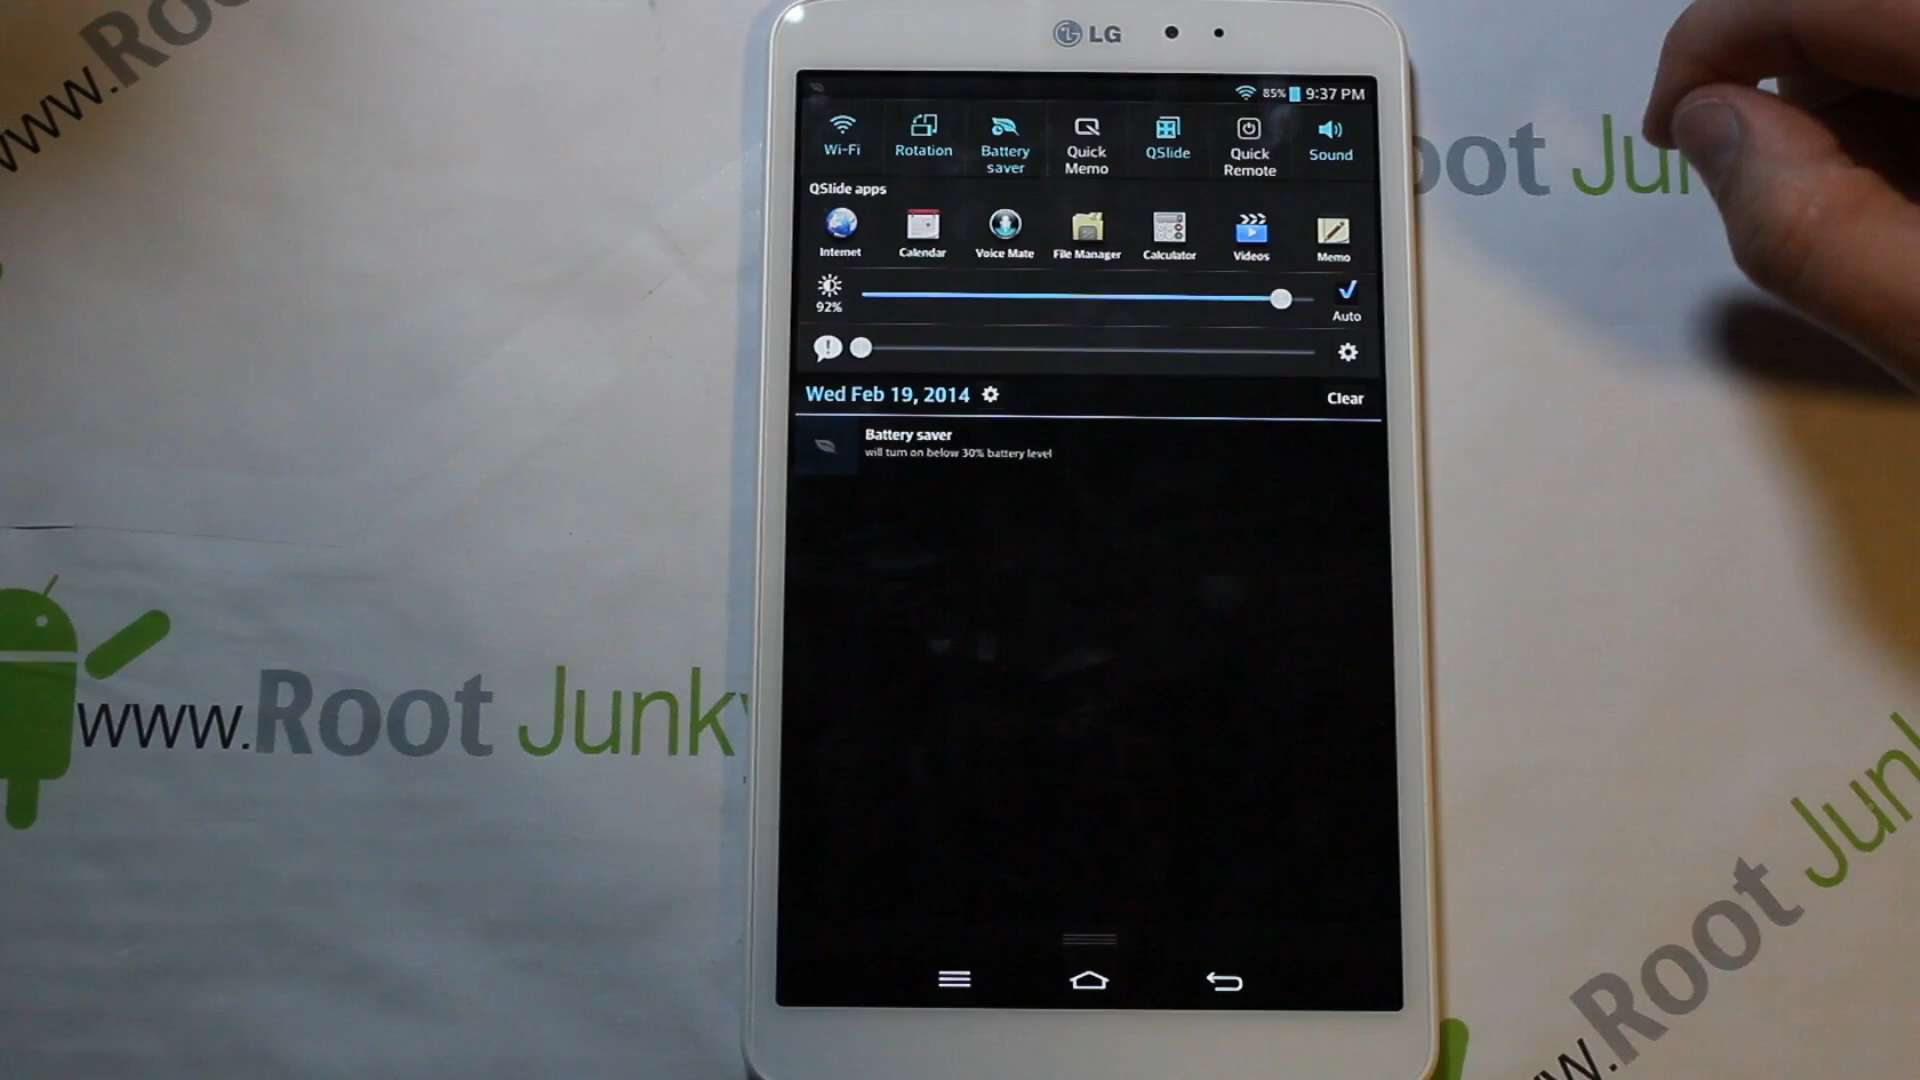 www.Roo
LG
85% 9:37 PM
Wi-Fi
Rotation
Battery saver
Quick Memo
QSlide
Quick Remote
Sound
oot Jun
QSlide apps
Internet
Calendar
Voice Mate
File Manager
Calculator
Videos
Memo
92%
Auto
Wed Feb 19, 2014
Clear
Battery saver
will turn on below 30% battery level
www.Root Junky
w.Root Junk